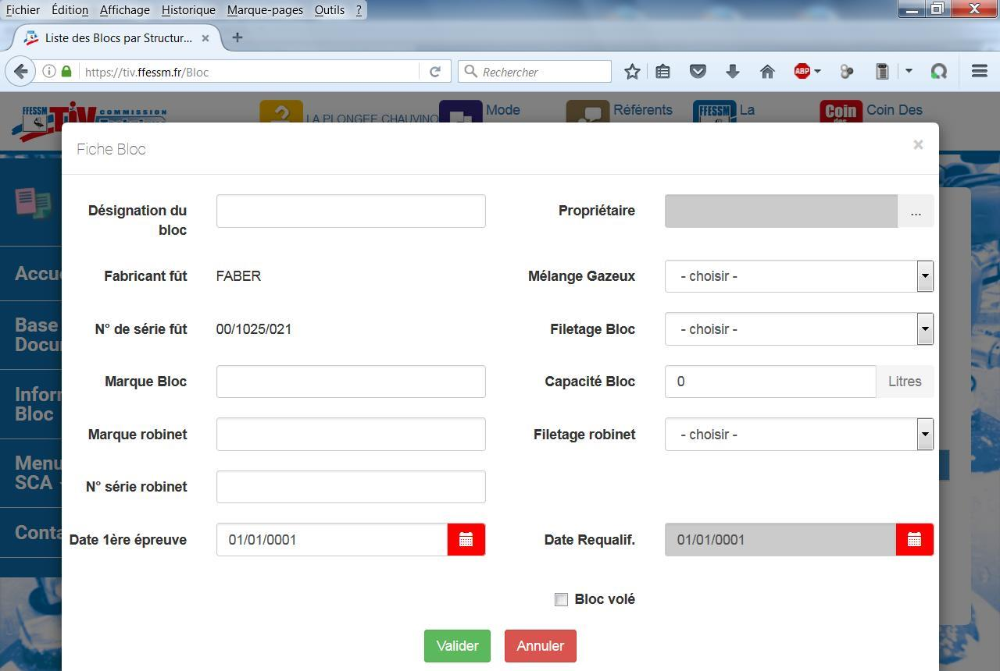 Fichier Édition Affichage Historique Marque-pages Outils ?
Liste des Blocs par Structur... × +
https://tiv.ffessm.fr/Bloc
Rechercher
ABP
FFESSM TIV COMMISSION
LA PLONGEE CHAUVINO
Mode
Référents
FFESSM
La
Coin
Coin Des
Fiche Bloc ×
Désignation du
bloc
Propriétaire ...
Fabricant fût FABER
Mélange Gazeux - choisir -
N° de série fût 00/1025/021
Filetage Bloc - choisir -
Marque Bloc
Capacité Bloc 0 Litres
Marque robinet
Filetage robinet - choisir -
N° série robinet
Date 1ère épreuve 01/01/0001
Date Requalif. 01/01/0001
Bloc volé
Valider Annuler
Accu
Base
Docu
Infor
Bloc
Menu
SCA
Conta